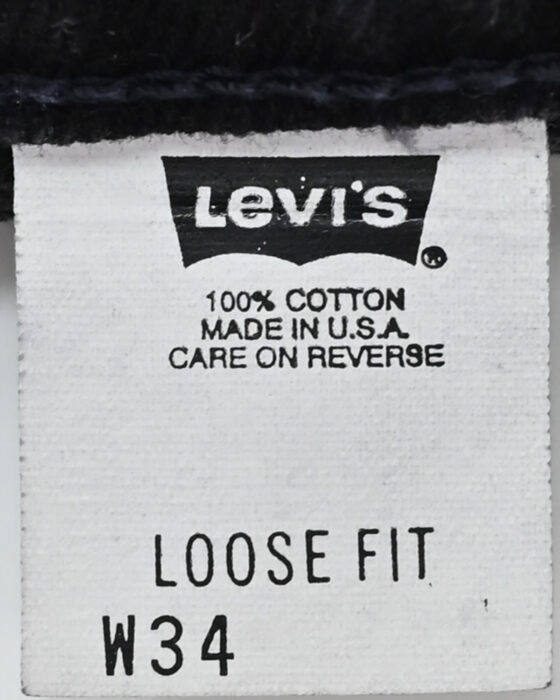 Levi's
®
100% COTTON
MADE IN U.S.A.
CARE ON REVERSE
LOOSE FIT
W34